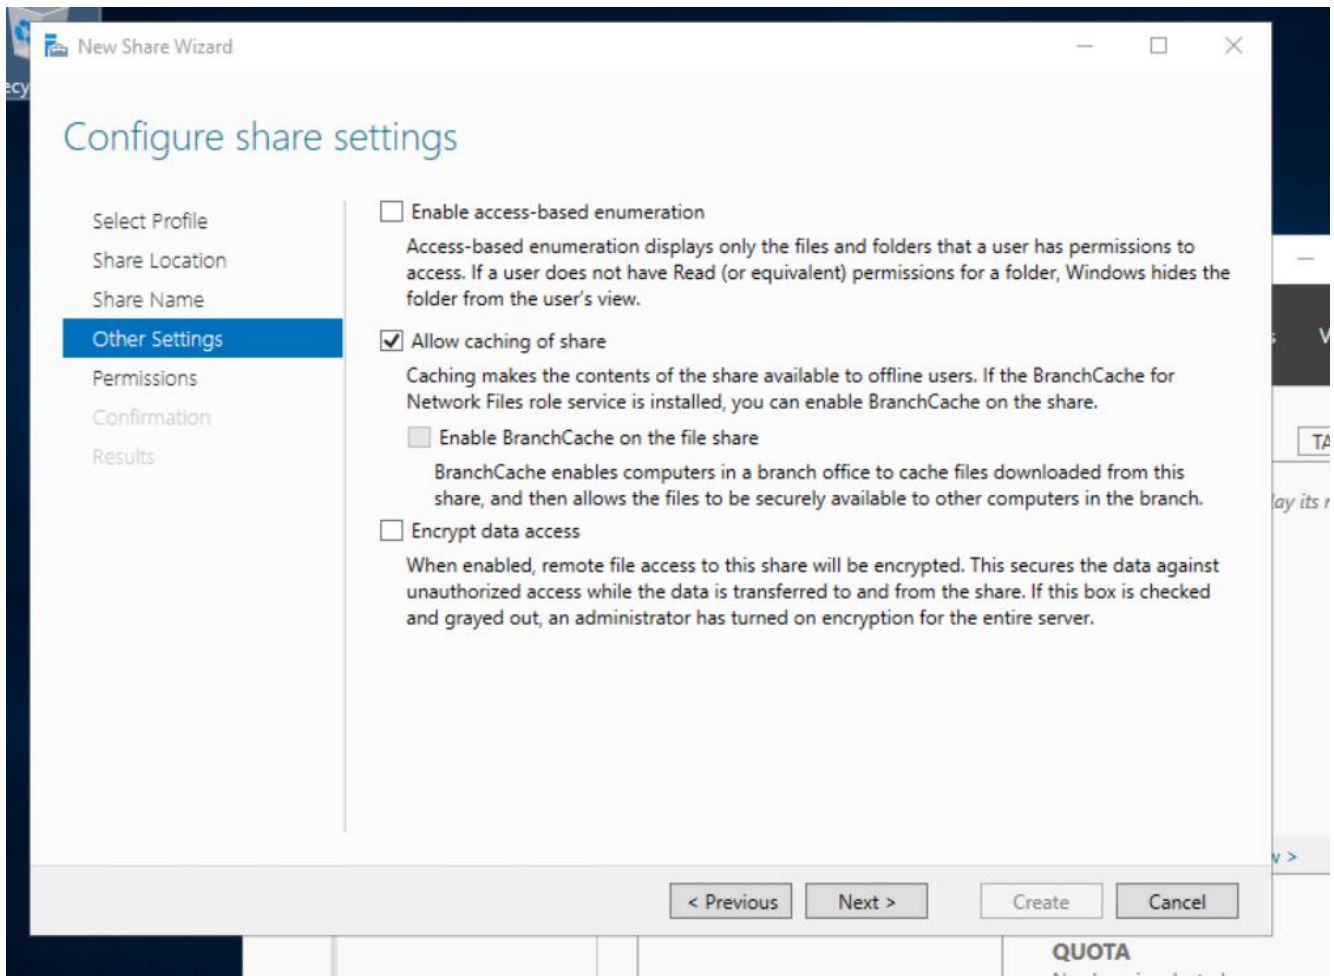 ecy
New Share Wizard
Configure share settings
Select Profile
Share Location
Share Name
Other Settings
Permissions
Confirmation
Results
Enable access-based enumeration
Access-based enumeration displays only the files and folders that a user has permissions to
access. If a user does not have Read (or equivalent) permissions for a folder, Windows hides the
folder from the user's view.
Allow caching of share
Caching makes the contents of the share available to offline users. If the BranchCache for
Network Files role service is installed, you can enable BranchCache on the share.
Enable BranchCache on the file share
BranchCache enables computers in a branch office to cache files downloaded from this
share, and then allows the files to be securely available to other computers in the branch.
Encrypt data access
When enabled, remote file access to this share will be encrypted. This secures the data against
unauthorized access while the data is transferred to and from the share. If this box is checked
and grayed out, an administrator has turned on encryption for the entire server.
< Previous
Next >
Create
Cancel
V
TA
lay its r
w >
QUOTA